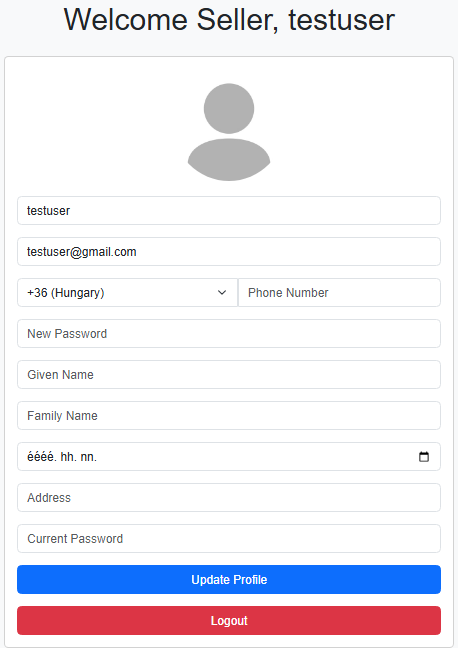 Welcome Seller, testuser
testuser
testuser@gmail.com
+36 (Hungary) Phone Number
New Password
Given Name
Family Name
éééé. hh. nn.
Address
Current Password
Update Profile
Logout